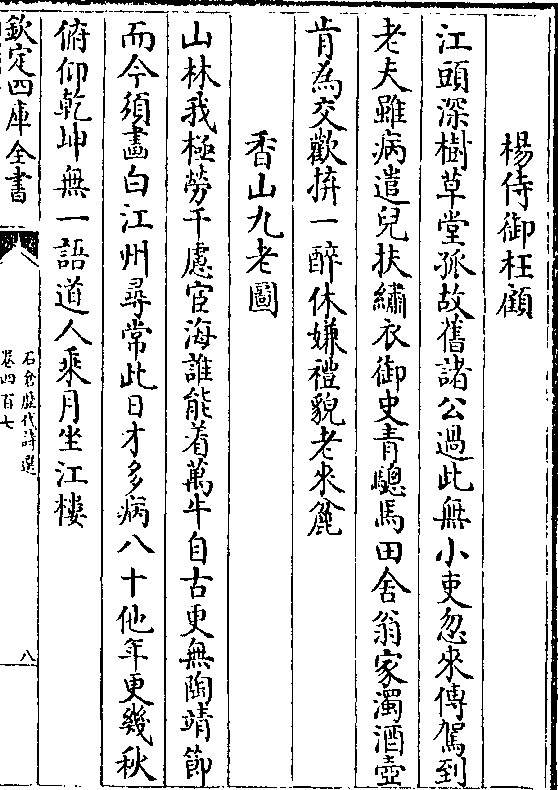 楊侍御枉顧
江頭深樹草堂孤故舊諸公過此無小吏忽來傳駕到
老夫雖病遣兒扶繡衣御史青驄馬田舍翁家濁酒壺
肯為交歡拚一醉休嫌禮貌老來麄
香山九老圖
山林我極勞千慮宦海誰能着萬牛自古更無陶靖節
而今須畫白江州尋常此日才多病八十他年更幾秋
俯仰乾坤無一語道人乘月坐江樓
欽定四庫全書
石倉歴代詩選
卷四百七
八